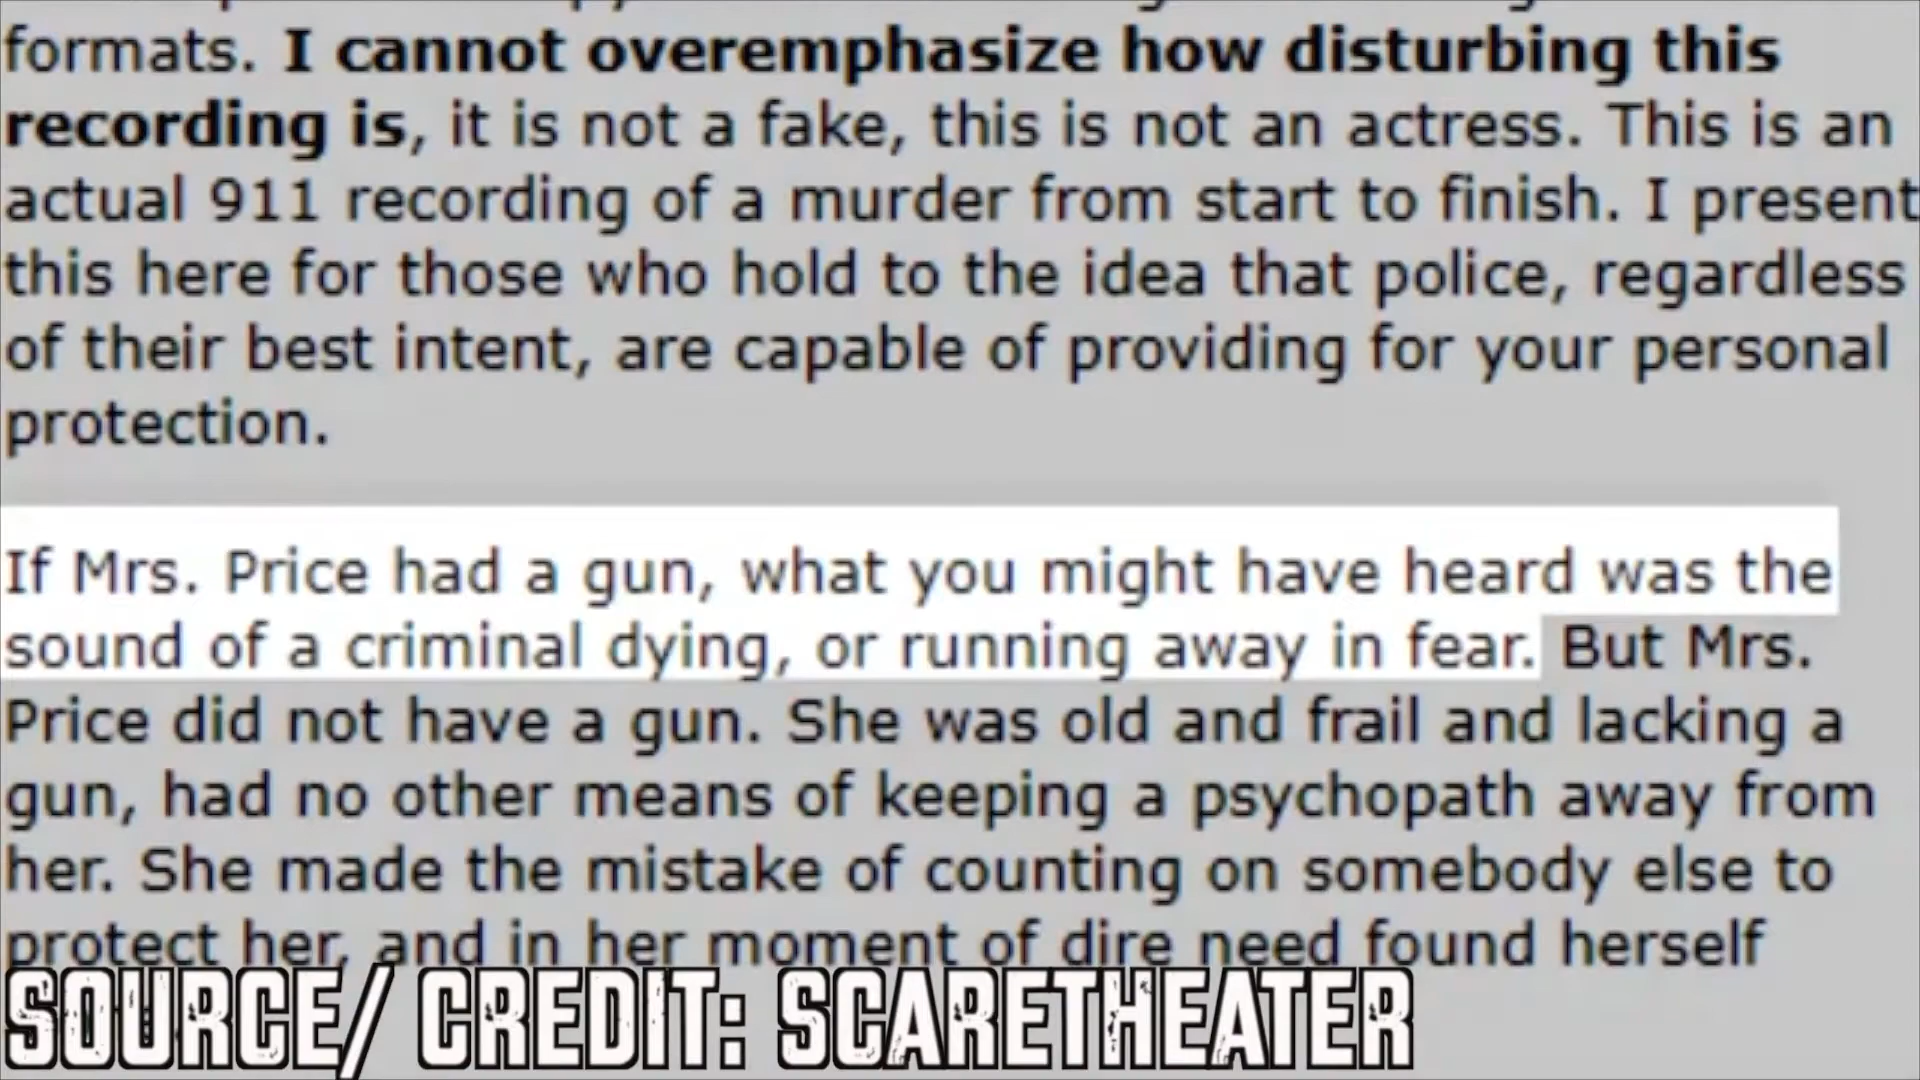 formats. I cannot overemphasize how disturbing this
recording is, it is not a fake, this is not an actress. This is an
actual 911 recording of a murder from start to finish. I present
this here for those who hold to the idea that police, regardless
of their best intent, are capable of providing for your personal
protection.
If Mrs. Price had a gun, what you might have heard was the
sound of a criminal dying, or running away in fear. But Mrs.
Price did not have a gun. She was old and frail and lacking a
gun, had no other means of keeping a psychopath away from
her. She made the mistake of counting on somebody else to
protect her, and in her moment of dire need found herself
SOURCE/ CREDIT: SCARETHEATER